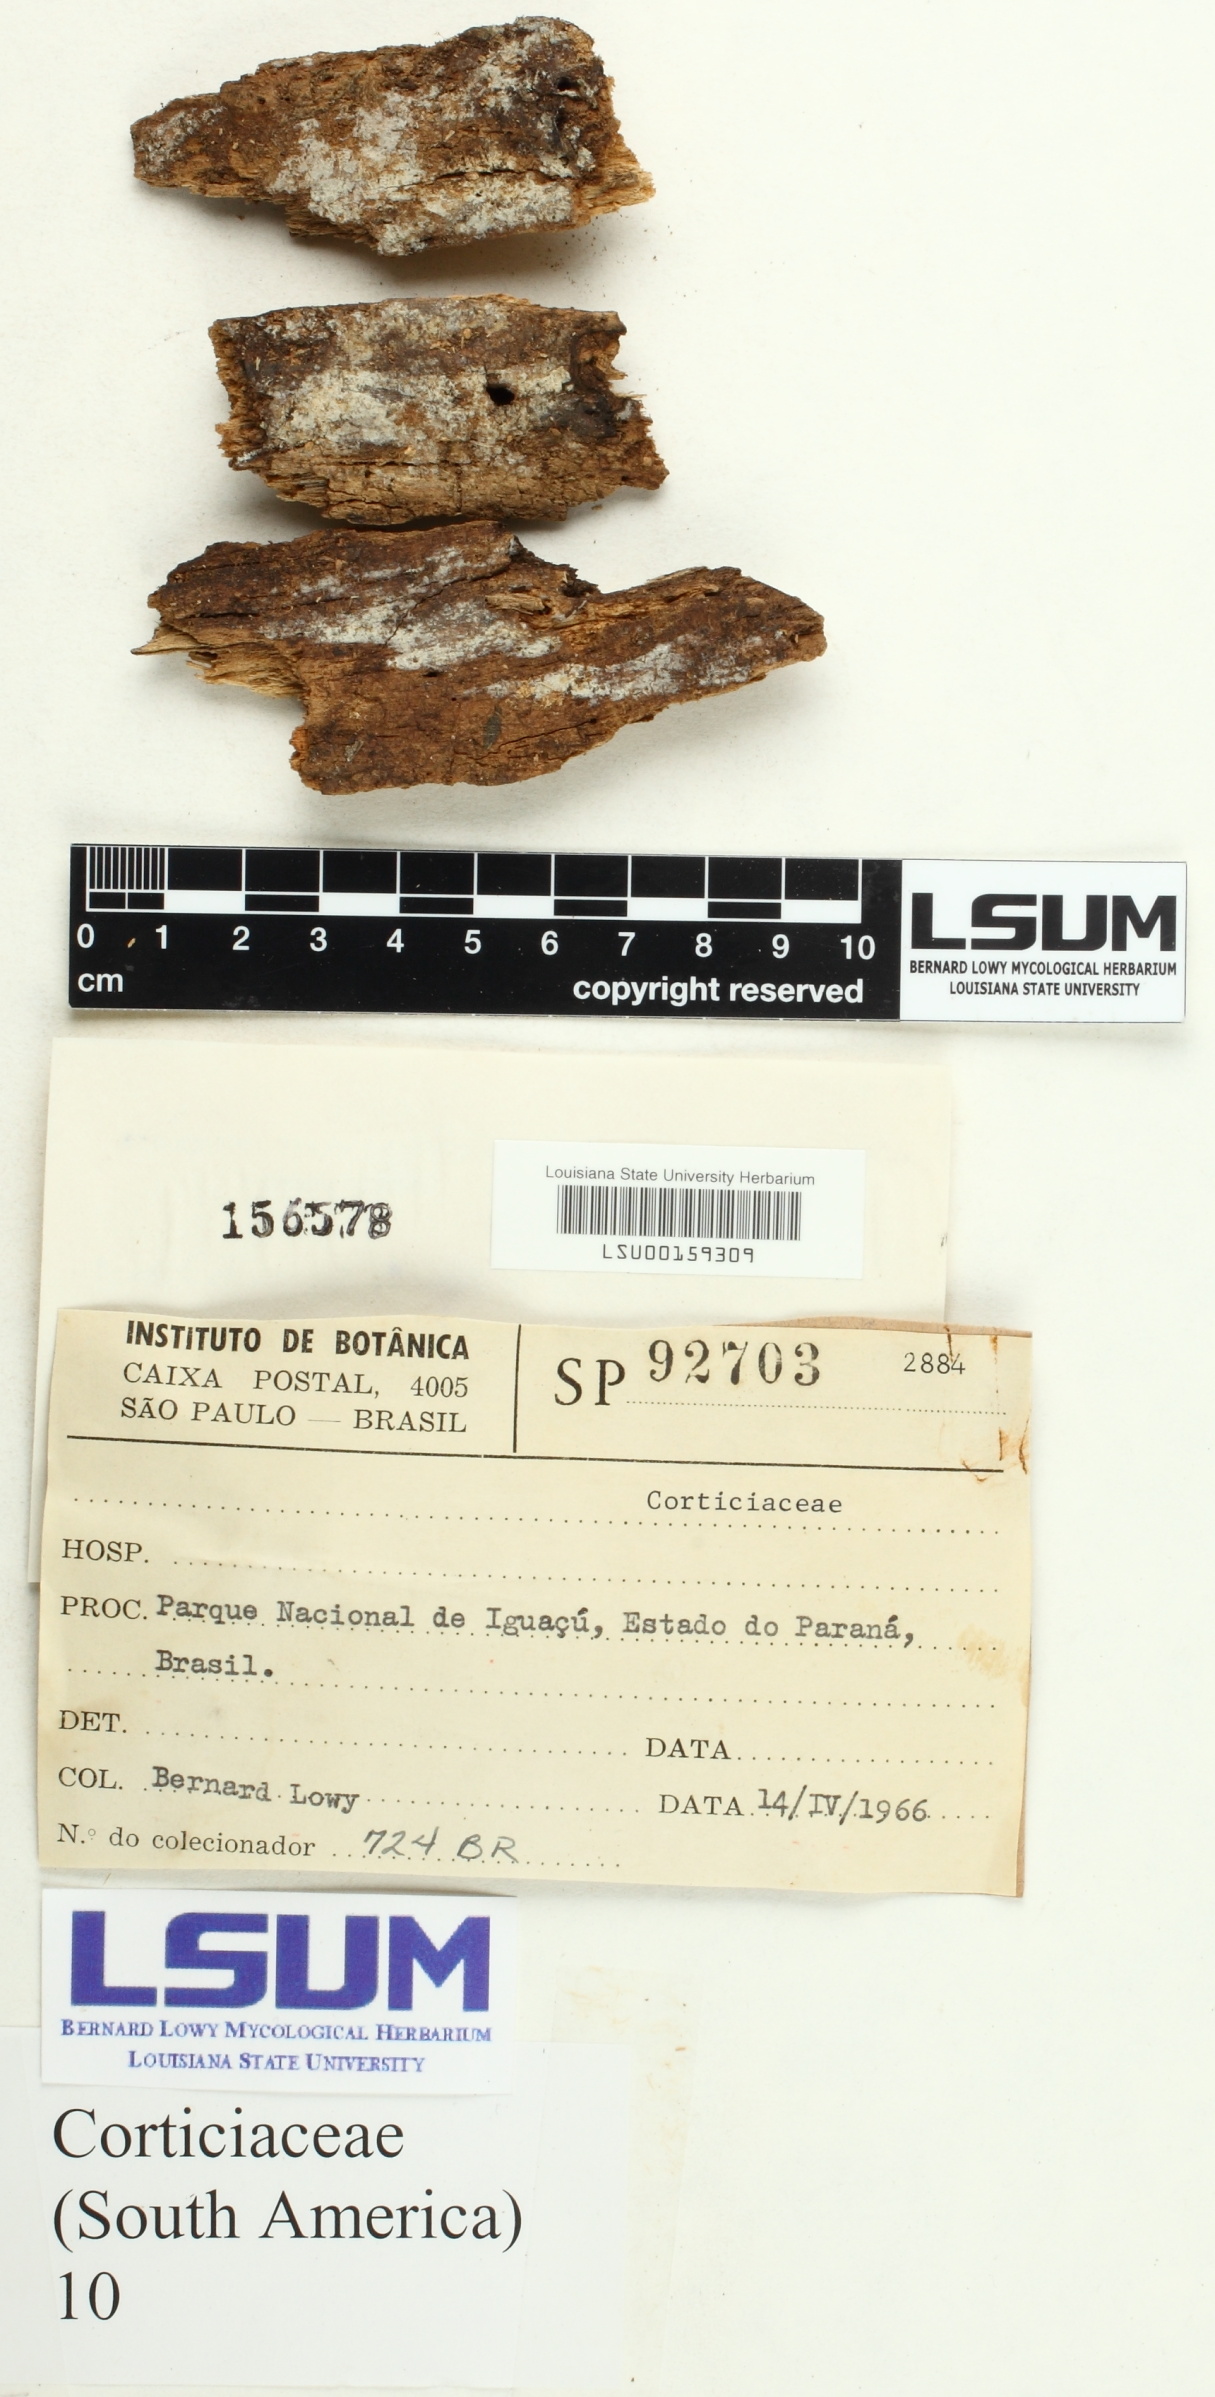 0 1 2 3 4 5 6 7 8 9 10
cm
copyright reserved
LSUM
BERNARD LOWY MYCOLOGICAL HERBARIUM
LOUISIANA STATE UNIVERSITY
Louisiana State University Herbarium
LSU00159309
INSTITUTO DE BOTÂNICA
CAIXA POSTAL, 4005
SÃO PAULO — BRASIL
SP 92703 2884
Corticiaceae
HOSP.
PROC. Parque Nacional de Iguaçú, Estado do Paraná,
Brasil.
DET. DATA
COL. Bernard Lowy DATA 14/IV/1966
N.º do colecionador 724 BR
LSUM
BERNARD LOWY MYCOLOGICAL HERBARIUM
LOUISIANA STATE UNIVERSITY
Corticiaceae
(South America)
10